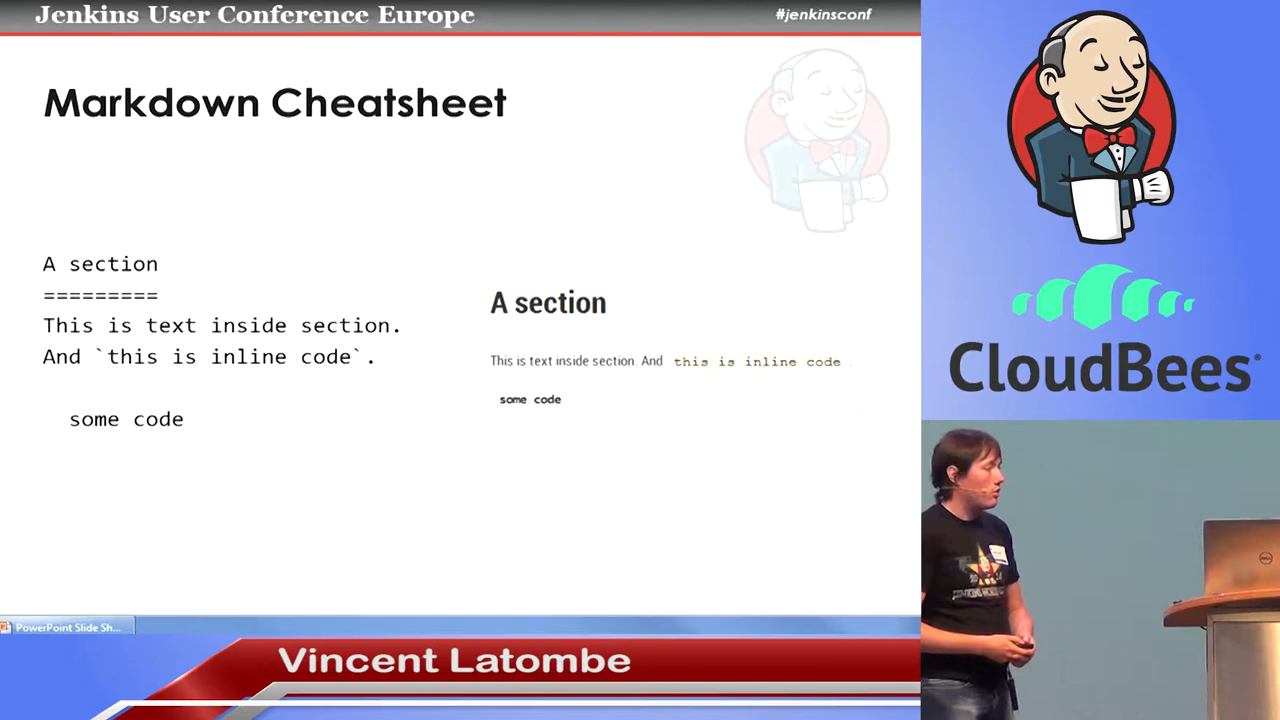 Jenkins User Conference Europe
#jenkinsconf
Markdown Cheatsheet
A section
=========
This is text inside section.
And `this is inline code`.
some code
A section
This is text inside section. And this is inline code .
some code
CloudBees®
DELL
PowerPoint Slide Sh...
Vincent Latombe